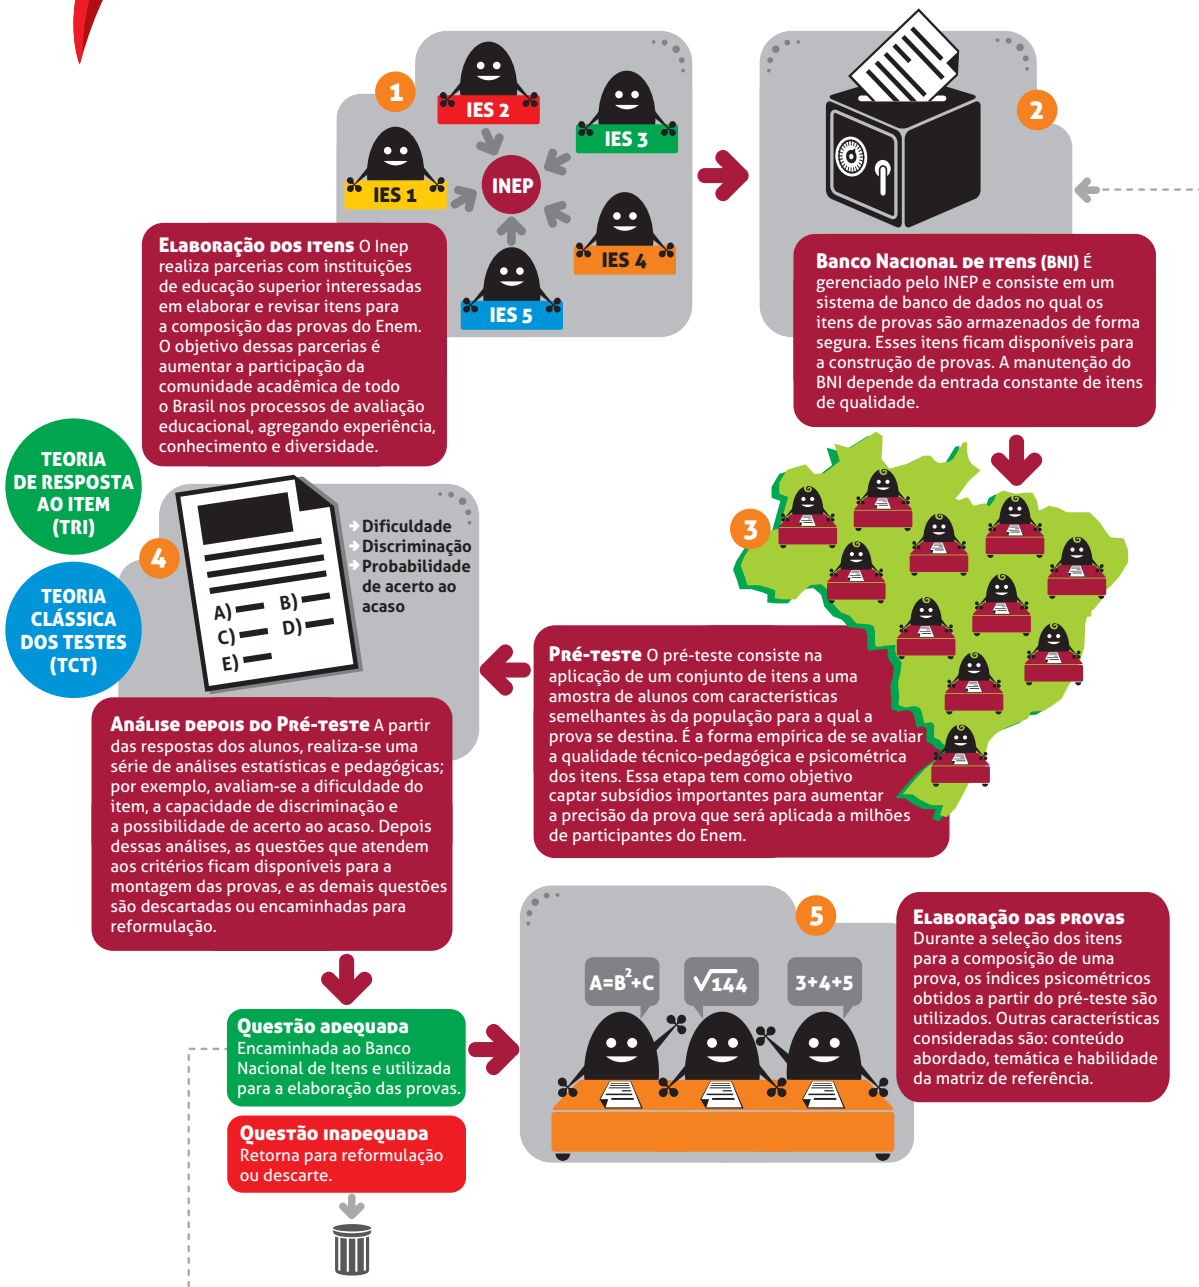 1
IES 2
IES 3
IES 1
INEP
IES 4
IES 5
Elaboração dos itens O Inep
realiza parcerias com instituições
de educação superior interessadas
em elaborar e revisar itens para
a composição das provas do Enem.
O objetivo dessas parcerias é
aumentar a participação da
comunidade acadêmica de todo
o Brasil nos processos de avaliação
educacional, agregando experiência,
conhecimento e diversidade.
2
Banco Nacional de itens (BNI) É
gerenciado pelo INEP e consiste em um
sistema de banco de dados no qual os
itens de provas são armazenados de forma
segura. Esses itens ficam disponíveis para
a construção de provas. A manutenção do
BNI depende da entrada constante de itens
de qualidade.
3
Pré-teste O pré-teste consiste na
aplicação de um conjunto de itens a uma
amostra de alunos com características
semelhantes às da população para a qual a
prova se destina. É a forma empírica de se avaliar
a qualidade técnico-pedagógica e psicométrica
dos itens. Essa etapa tem como objetivo
captar subsídios importantes para aumentar
a precisão da prova que será aplicada a milhões
de participantes do Enem.
TEORIA
DE RESPOSTA
AO ITEM
(TRI)
TEORIA
CLÁSSICA
DOS TESTES
(TCT)
4
A) B)
C) D)
E)
Dificuldade
Discriminação
Probabilidade
de acerto ao
acaso
Análise depois do Pré-teste A partir
das respostas dos alunos, realiza-se uma
série de análises estatísticas e pedagógicas;
por exemplo, avaliam-se a dificuldade do
item, a capacidade de discriminação e
a possibilidade de acerto ao acaso. Depois
dessas análises, as questões que atendem
aos critérios ficam disponíveis para a
montagem das provas, e as demais questões
são descartadas ou encaminhadas para
reformulação.
Questão adequada
Encaminhada ao Banco
Nacional de Itens e utilizada
para a elaboração das provas.
Questão inadequada
Retorna para reformulação
ou descarte.
5
A=B²+C
√144
3+4+5
Elaboração das provas
Durante a seleção dos itens
para a composição de uma
prova, os índices psicométricos
obtidos a partir do pré-teste são
utilizados. Outras características
consideradas são: conteúdo
abordado, temática e habilidade
da matriz de referência.